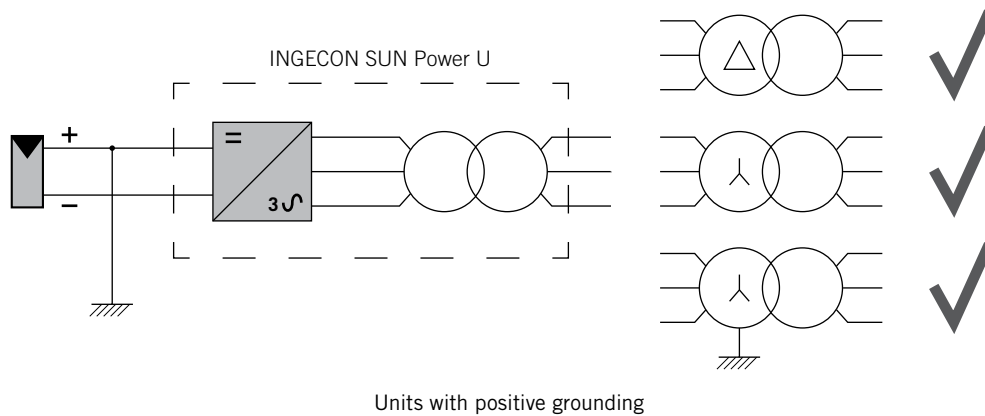 INGECON SUN Power U
+
–
=
3
Units with positive grounding